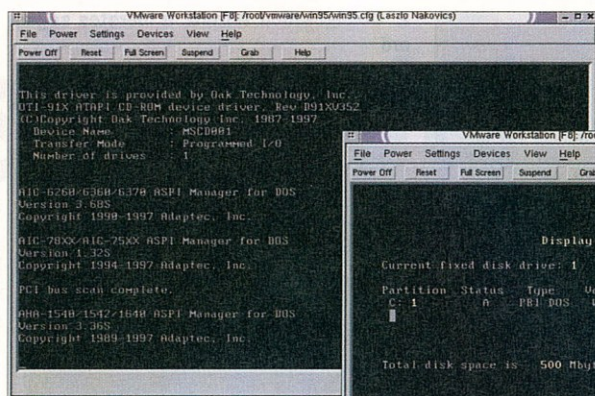 VMware Workstation [F8]: /root/vmware/win95/win95.cfg (Laszlo Nakovics)
File Power Settings Devices View Help
Power Off Reset Full Screen Suspend Grab Help
This driver is provided by Oak Technology, Inc.
OTI-91X ATAPI CD-ROM device driver, Rev D91XV352
(C)Copyright Oak Technology Inc. 1987-1997
Device Name : MSCD001
Transfer Mode : Programmed I/O
Number of drives : 1
AIC-6260/6360/6370 ASPI Manager for DOS
Version 3.68S
Copyright 1990-1997 Adaptec, Inc.
AIC-78XX/AIC-75XX ASPI Manager for DOS
Version 1.32S
Copyright 1994-1997 Adaptec, Inc.
PCI bus scan complete.
AHA-1540/1542/1640 ASPI Manager for DOS
Version 3.36S
Copyright 1989-1997 Adaptec, Inc.
VMware Workstation [F8]: /roo
File Power Settings Devices View Help
Power Off Reset Full Screen Suspend Grab
Display
Current fixed disk drive: 1
Partition Status Type
C: 1 A PRI DOS
Total disk space is 500 Mby